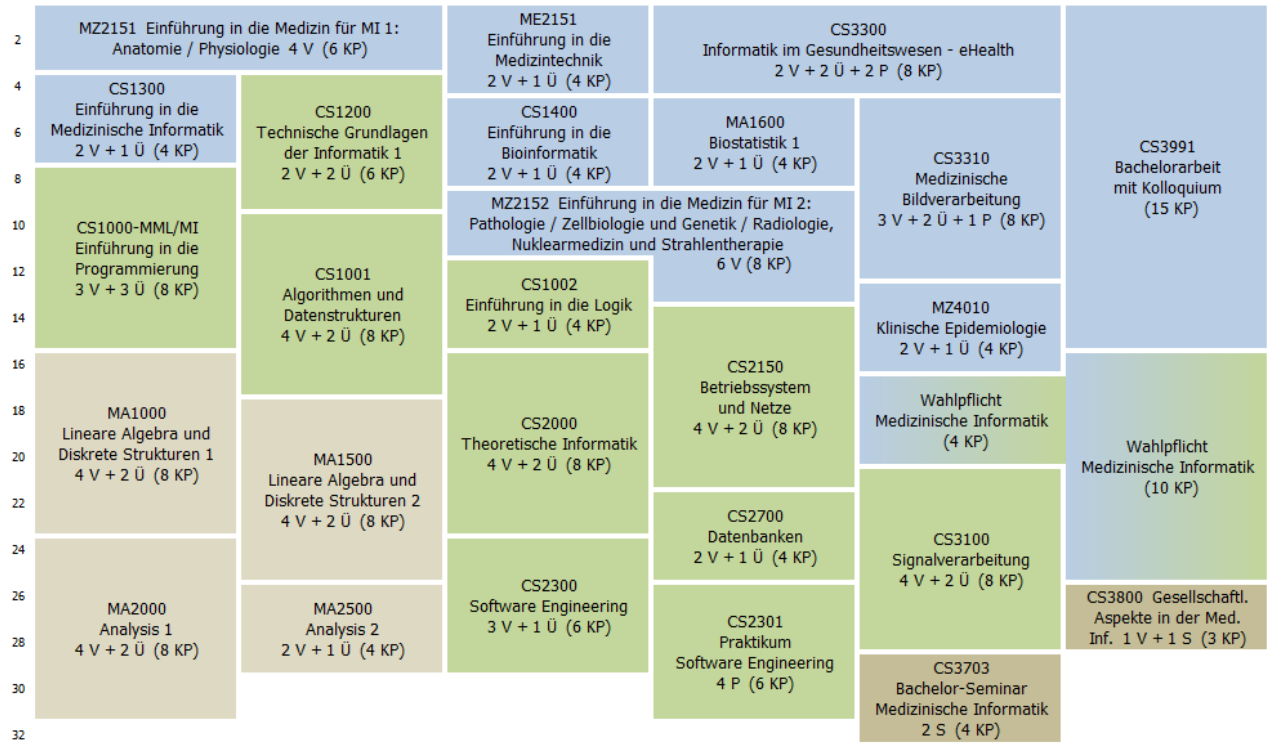 2
4
6
8
10
12
14
16
18
20
22
24
26
28
30
32
MZ2151 Einführung in die Medizin für MI 1:
Anatomie / Physiologie 4 V (6 KP)
CS1300
Einführung in die
Medizinische Informatik
2 V + 1 Ü (4 KP)
CS1000-MML/MI
Einführung in die
Programmierung
3 V + 3 Ü (8 KP)
MA1000
Lineare Algebra und
Diskrete Strukturen 1
4 V + 2 Ü (8 KP)
MA2000
Analysis 1
4 V + 2 Ü (8 KP)
CS1200
Technische Grundlagen
der Informatik 1
2 V + 2 Ü (6 KP)
CS1001
Algorithmen und
Datenstrukturen
4 V + 2 Ü (8 KP)
MA1500
Lineare Algebra und
Diskrete Strukturen 2
4 V + 2 Ü (8 KP)
MA2500
Analysis 2
2 V + 1 Ü (4 KP)
ME2151
Einführung in die
Medizintechnik
2 V + 1 Ü (4 KP)
CS1400
Einführung in die
Bioinformatik
2 V + 1 Ü (4 KP)
MZ2152 Einführung in die Medizin für MI 2:
Pathologie / Zellbiologie und Genetik / Radiologie,
Nuklearmedizin und Strahlentherapie
6 V (8 KP)
CS1002
Einführung in die Logik
2 V + 1 Ü (4 KP)
CS2000
Theoretische Informatik
4 V + 2 Ü (8 KP)
CS2300
Software Engineering
3 V + 1 Ü (6 KP)
CS3300
Informatik im Gesundheitswesen - eHealth
2 V + 2 Ü + 2 P (8 KP)
MA1600
Biostatistik 1
2 V + 1 Ü (4 KP)
CS2150
Betriebssystem
und Netze
4 V + 2 Ü (8 KP)
CS2700
Datenbanken
2 V + 1 Ü (4 KP)
CS2301
Praktikum
Software Engineering
4 P (6 KP)
CS3310
Medizinische
Bildverarbeitung
3 V + 2 Ü + 1 P (8 KP)
MZ4010
Klinische Epidemiologie
2 V + 1 Ü (4 KP)
Wahlpflicht
Medizinische Informatik
(4 KP)
CS3100
Signalverarbeitung
4 V + 2 Ü (8 KP)
CS3703
Bachelor-Seminar
Medizinische Informatik
2 S (4 KP)
CS3991
Bachelorarbeit
mit Kolloquium
(15 KP)
Wahlpflicht
Medizinische Informatik
(10 KP)
CS3800 Gesellschaftl.
Aspekte in der Med.
Inf. 1 V + 1 S (3 KP)